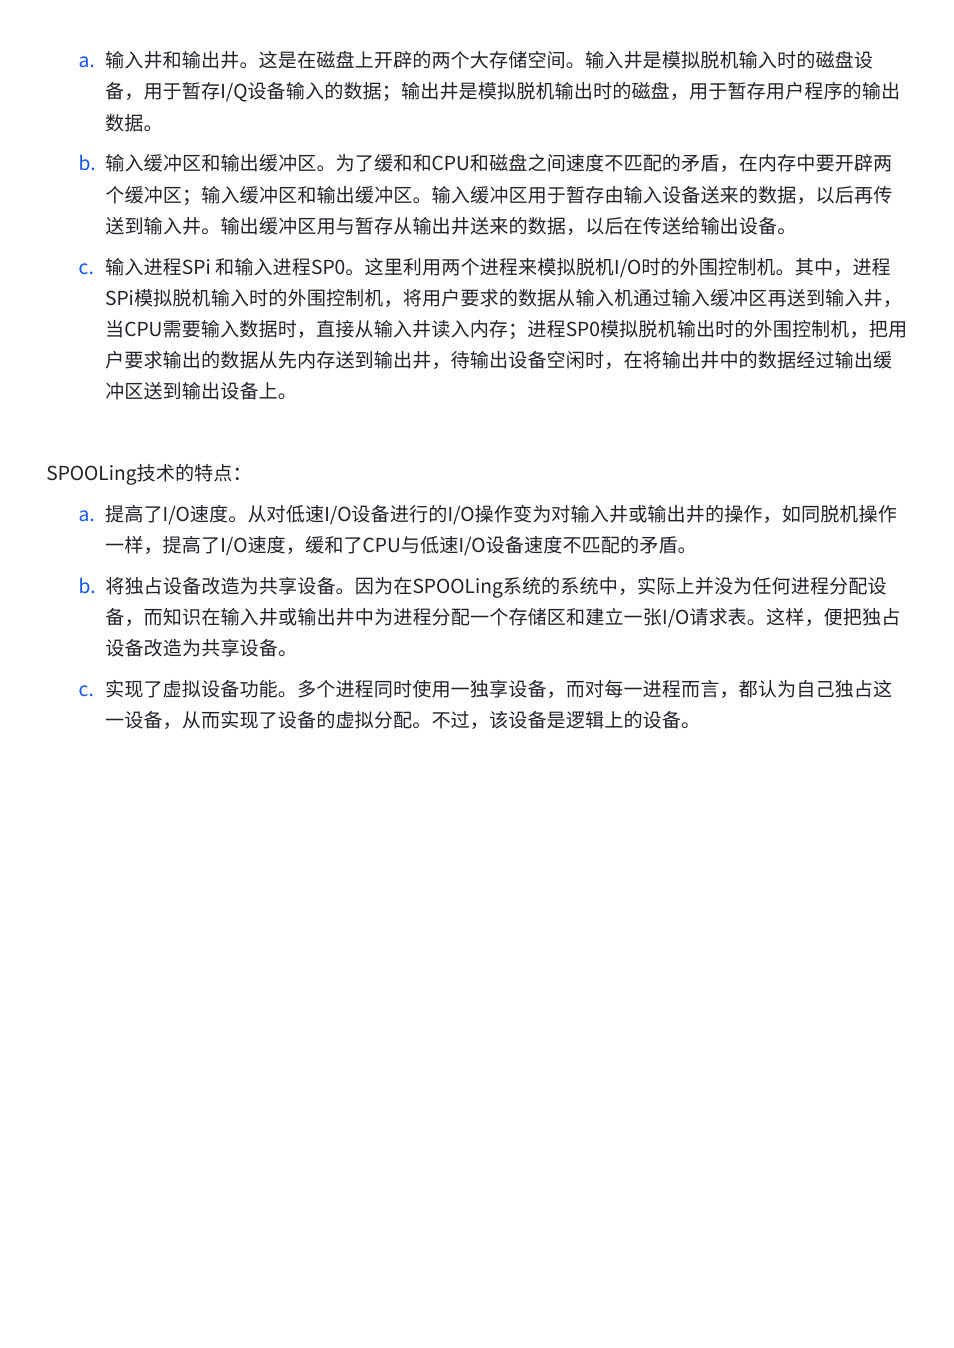 a. 输入井和输出井。这是在磁盘上开辟的两个大存储空间。输入井是模拟脱机输入时的磁盘设
备，用于暂存I/Q设备输入的数据；输出井是模拟脱机输出时的磁盘，用于暂存用户程序的输出
数据。
b. 输入缓冲区和输出缓冲区。为了缓和和CPU和磁盘之间速度不匹配的矛盾，在内存中要开辟两
个缓冲区；输入缓冲区和输出缓冲区。输入缓冲区用于暂存由输入设备送来的数据，以后再传
送到输入井。输出缓冲区用与暂存从输出井送来的数据，以后在传送给输出设备。
c. 输入进程SPi 和输入进程SP0。这里利用两个进程来模拟脱机I/O时的外围控制机。其中，进程
SPi模拟脱机输入时的外围控制机，将用户要求的数据从输入机通过输入缓冲区再送到输入井，
当CPU需要输入数据时，直接从输入井读入内存；进程SP0模拟脱机输出时的外围控制机，把用
户要求输出的数据从先内存送到输出井，待输出设备空闲时，在将输出井中的数据经过输出缓
冲区送到输出设备上。
SPOOLing技术的特点：
a. 提高了I/O速度。从对低速I/O设备进行的I/O操作变为对输入井或输出井的操作，如同脱机操作
一样，提高了I/O速度，缓和了CPU与低速I/O设备速度不匹配的矛盾。
b. 将独占设备改造为共享设备。因为在SPOOLing系统的系统中，实际上并没为任何进程分配设
备，而知识在输入井或输出井中为进程分配一个存储区和建立一张I/O请求表。这样，便把独占
设备改造为共享设备。
c. 实现了虚拟设备功能。多个进程同时使用一独享设备，而对每一进程而言，都认为自己独占这
一设备，从而实现了设备的虚拟分配。不过，该设备是逻辑上的设备。